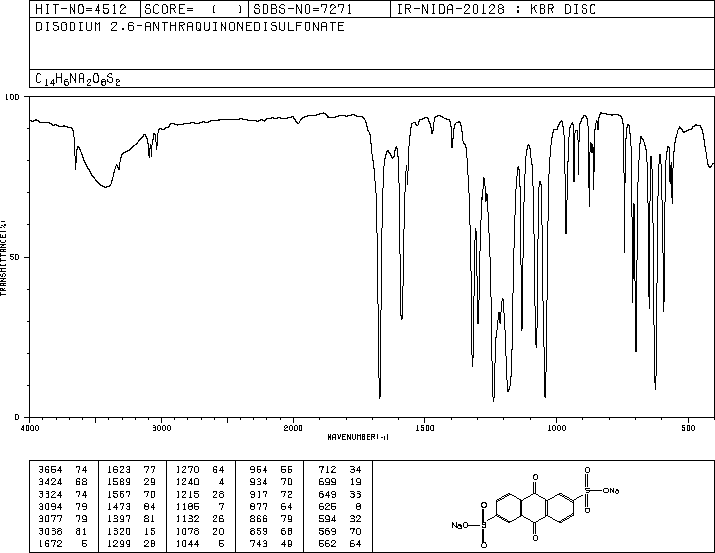 HIT-NO=4512 SCORE= ( ) SDBS-NO=7271 IR-NIDA-20128 : KBR DISC
DISODIUM 2,6-ANTHRAQUINONEDISULFONATE
C14H6NA2O8S2
100
50
0
TRANSMITTANCE(%)
4000 3000 2000 1500 1000 500
WAVENUMBER(-1)
3654 74 1623 77 1270 64 964 56 712 34
3424 68 1589 29 1240 4 934 70 699 19
3324 74 1567 70 1215 28 917 72 649 33
3094 79 1473 84 1186 7 877 64 625 8
3077 79 1397 81 1132 26 866 79 594 32
3038 81 1320 15 1078 20 859 68 569 70
1672 5 1299 28 1044 5 743 49 562 64
O
O S ONa
O
O
NaO S
O
O